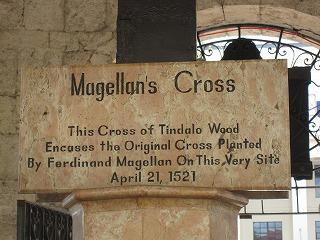 Magellan's Cross
This Cross of Tindalo Wood
Encases the Original Cross Planted
By Ferdinand Magellan On This Very Site
April 21, 1521